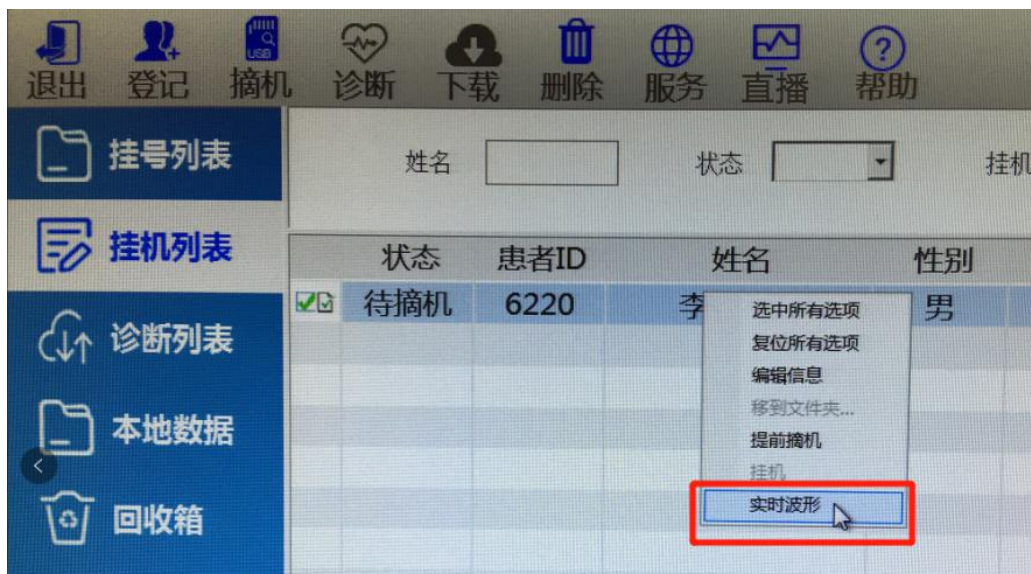 USB
退出 登记 摘机 诊断 下载 删除 服务 直播 帮助
挂号列表
姓名 状态 挂机
挂机列表
状态 患者ID 姓名 性别
待摘机 6220 李 男
选中所有选项
复位所有选项
诊断列表
编辑信息
移到文件夹...
本地数据
提前摘机
挂机
实时波形
回收箱